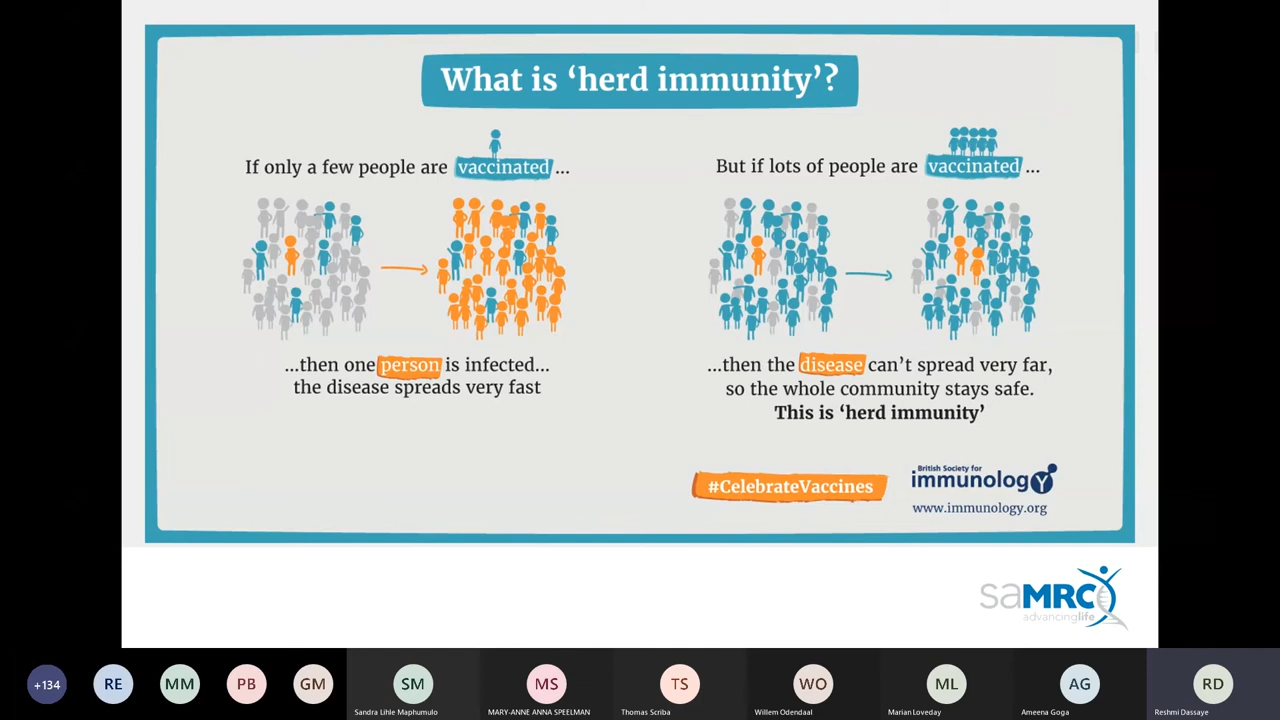 What is ‘herd immunity’?
If only a few people are vaccinated ...
...then one person is infected...
the disease spreads very fast
But if lots of people are vaccinated ...
...then the disease can’t spread very far,
so the whole community stays safe.
This is ‘herd immunity’
#CelebrateVaccines
British Society for
immunology
www.immunology.org
saMRC
advancinglife
+134
RE
MM
PB
GM
SM
Sandra Lihle Maphumulo
MS
MARY-ANNE ANNA SPEELMAN
TS
Thomas Scriba
WO
Willem Odendaal
ML
Marian Loveday
AG
Ameena Goga
RD
Reshmi Dassaye